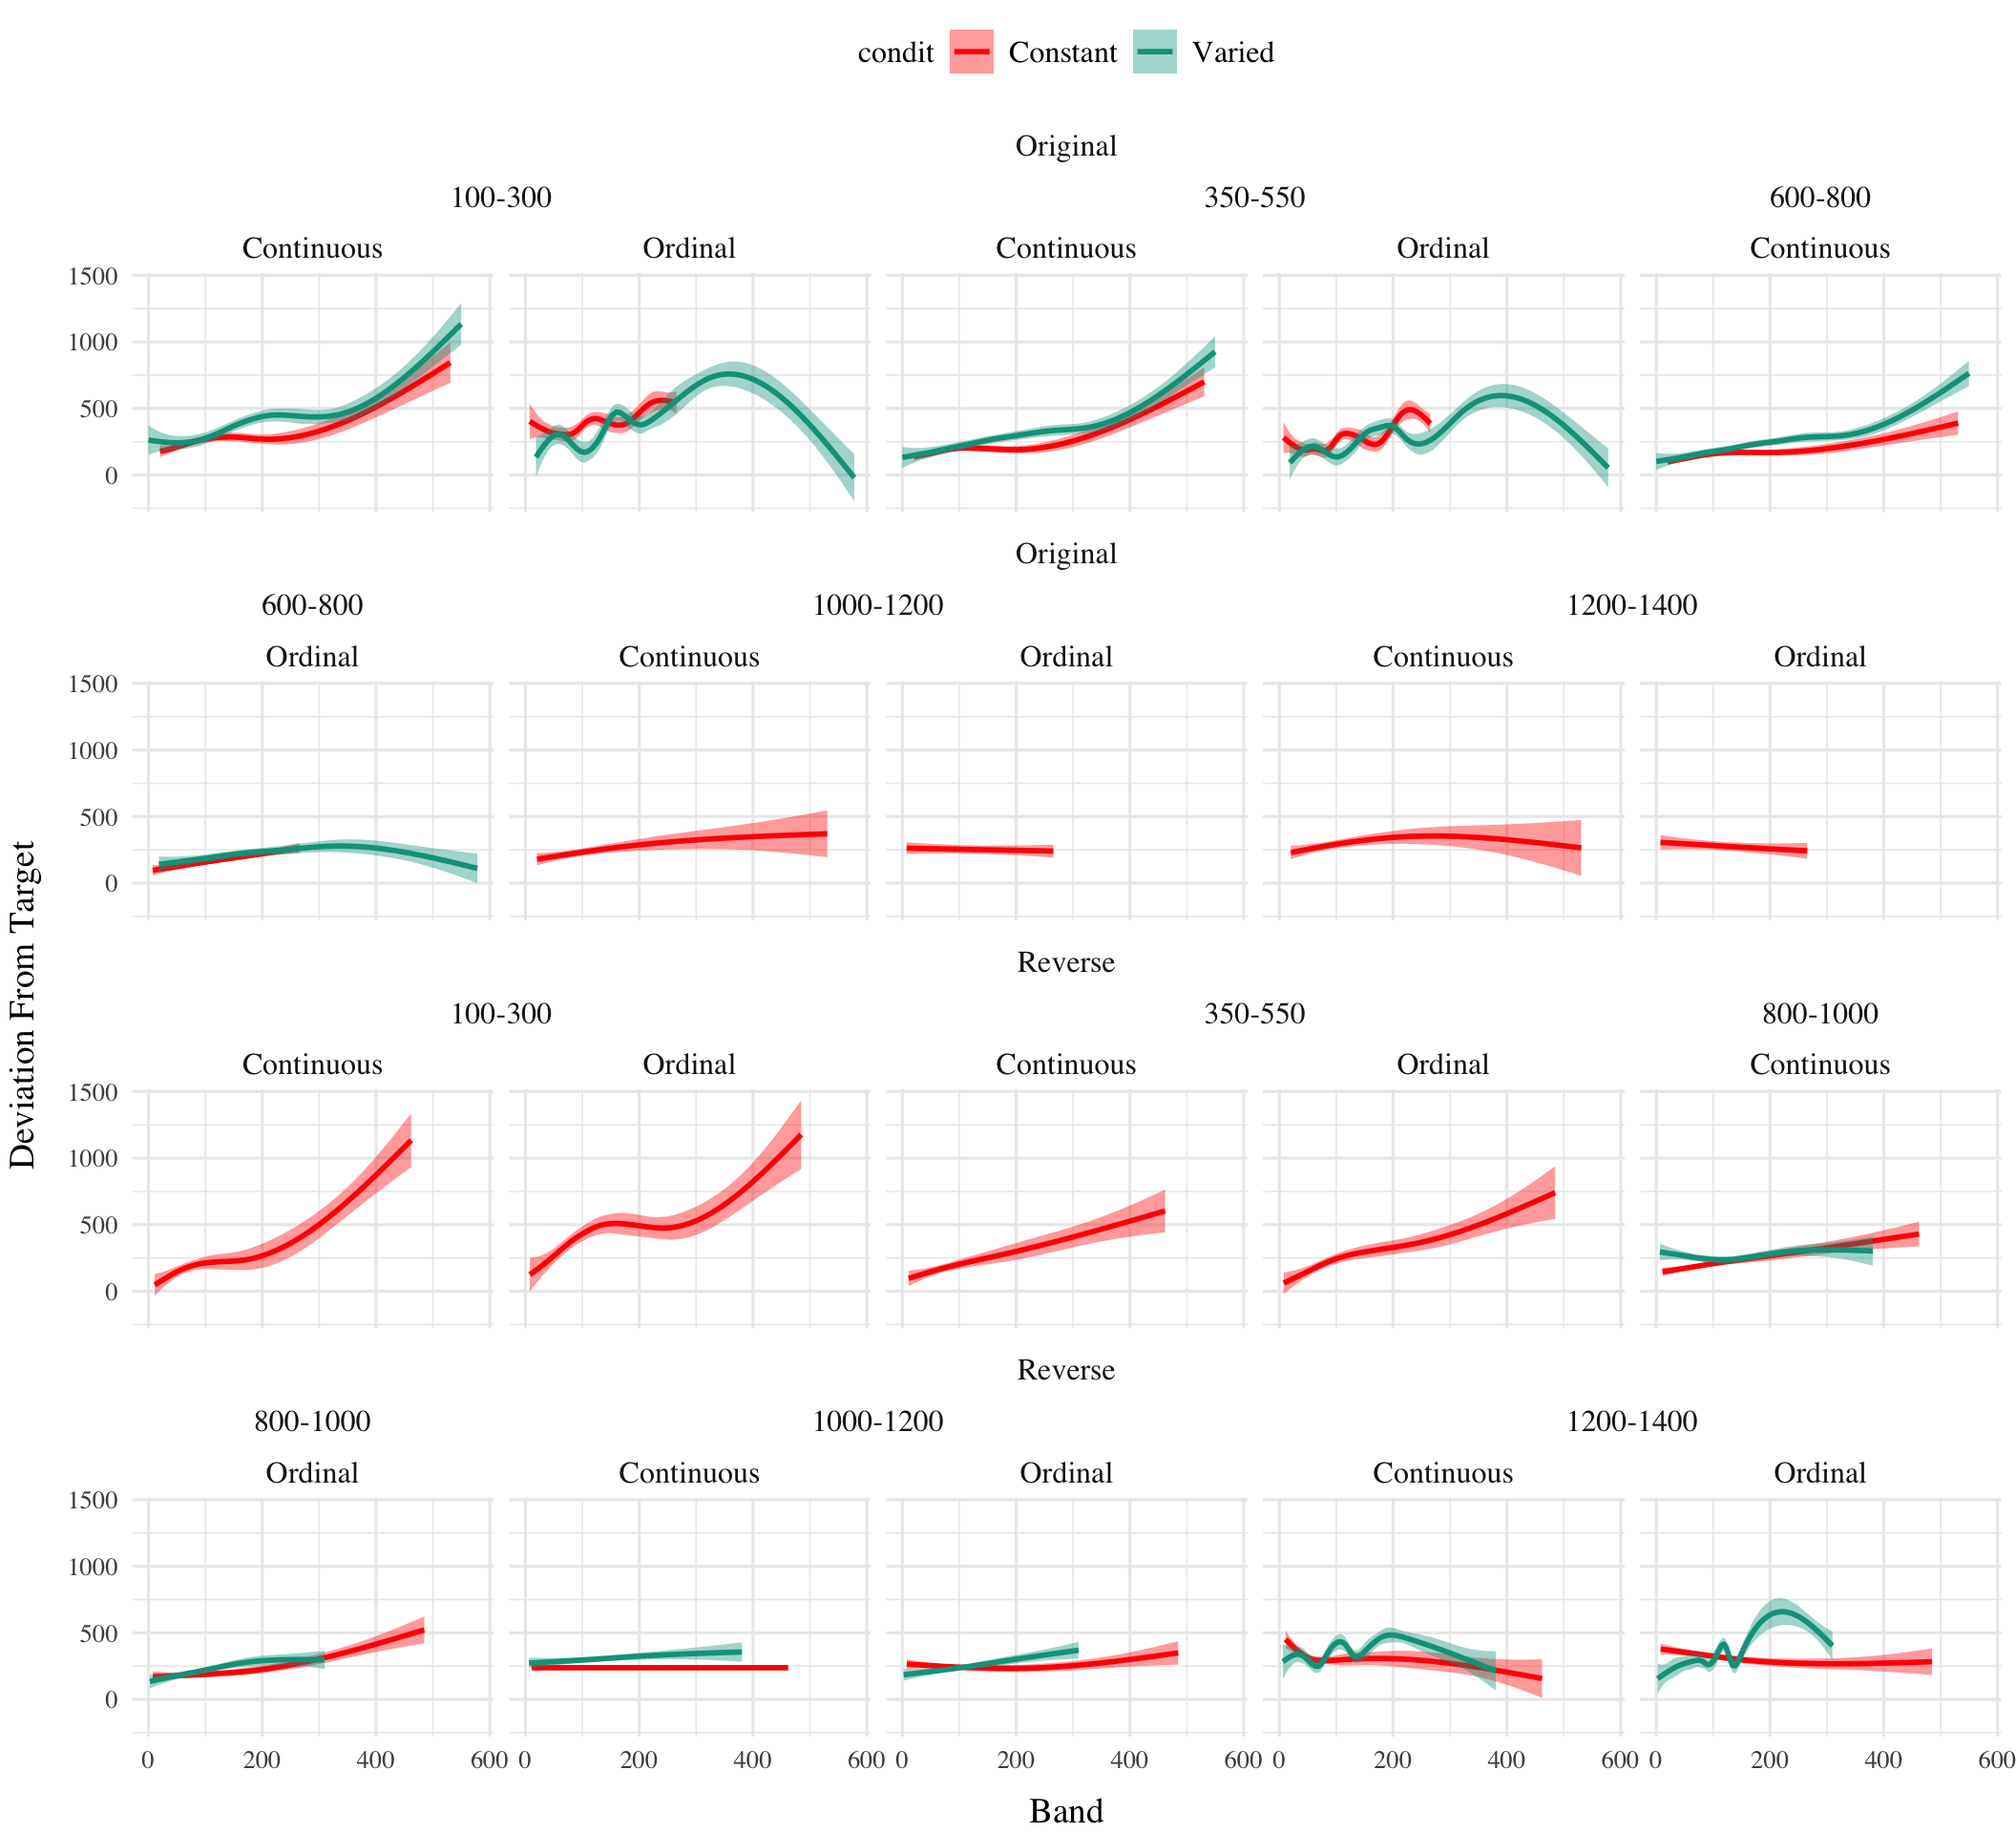 condit Constant Varied
Original
100-300 350-550 600-800
Continuous Ordinal Continuous Ordinal Continuous
1500
1000
500
0
Original
600-800 1000-1200 1200-1400
Ordinal Continuous Ordinal Continuous Ordinal
1500
1000
500
0
Deviation From Target
Reverse
100-300 350-550 800-1000
Continuous Ordinal Continuous Ordinal Continuous
1500
1000
500
0
Reverse
800-1000 1000-1200 1200-1400
Ordinal Continuous Ordinal Continuous Ordinal
1500
1000
500
0
0 200 400 600 0 200 400 600 0 200 400 600 0 200 400 600 0 200 400 600
Band